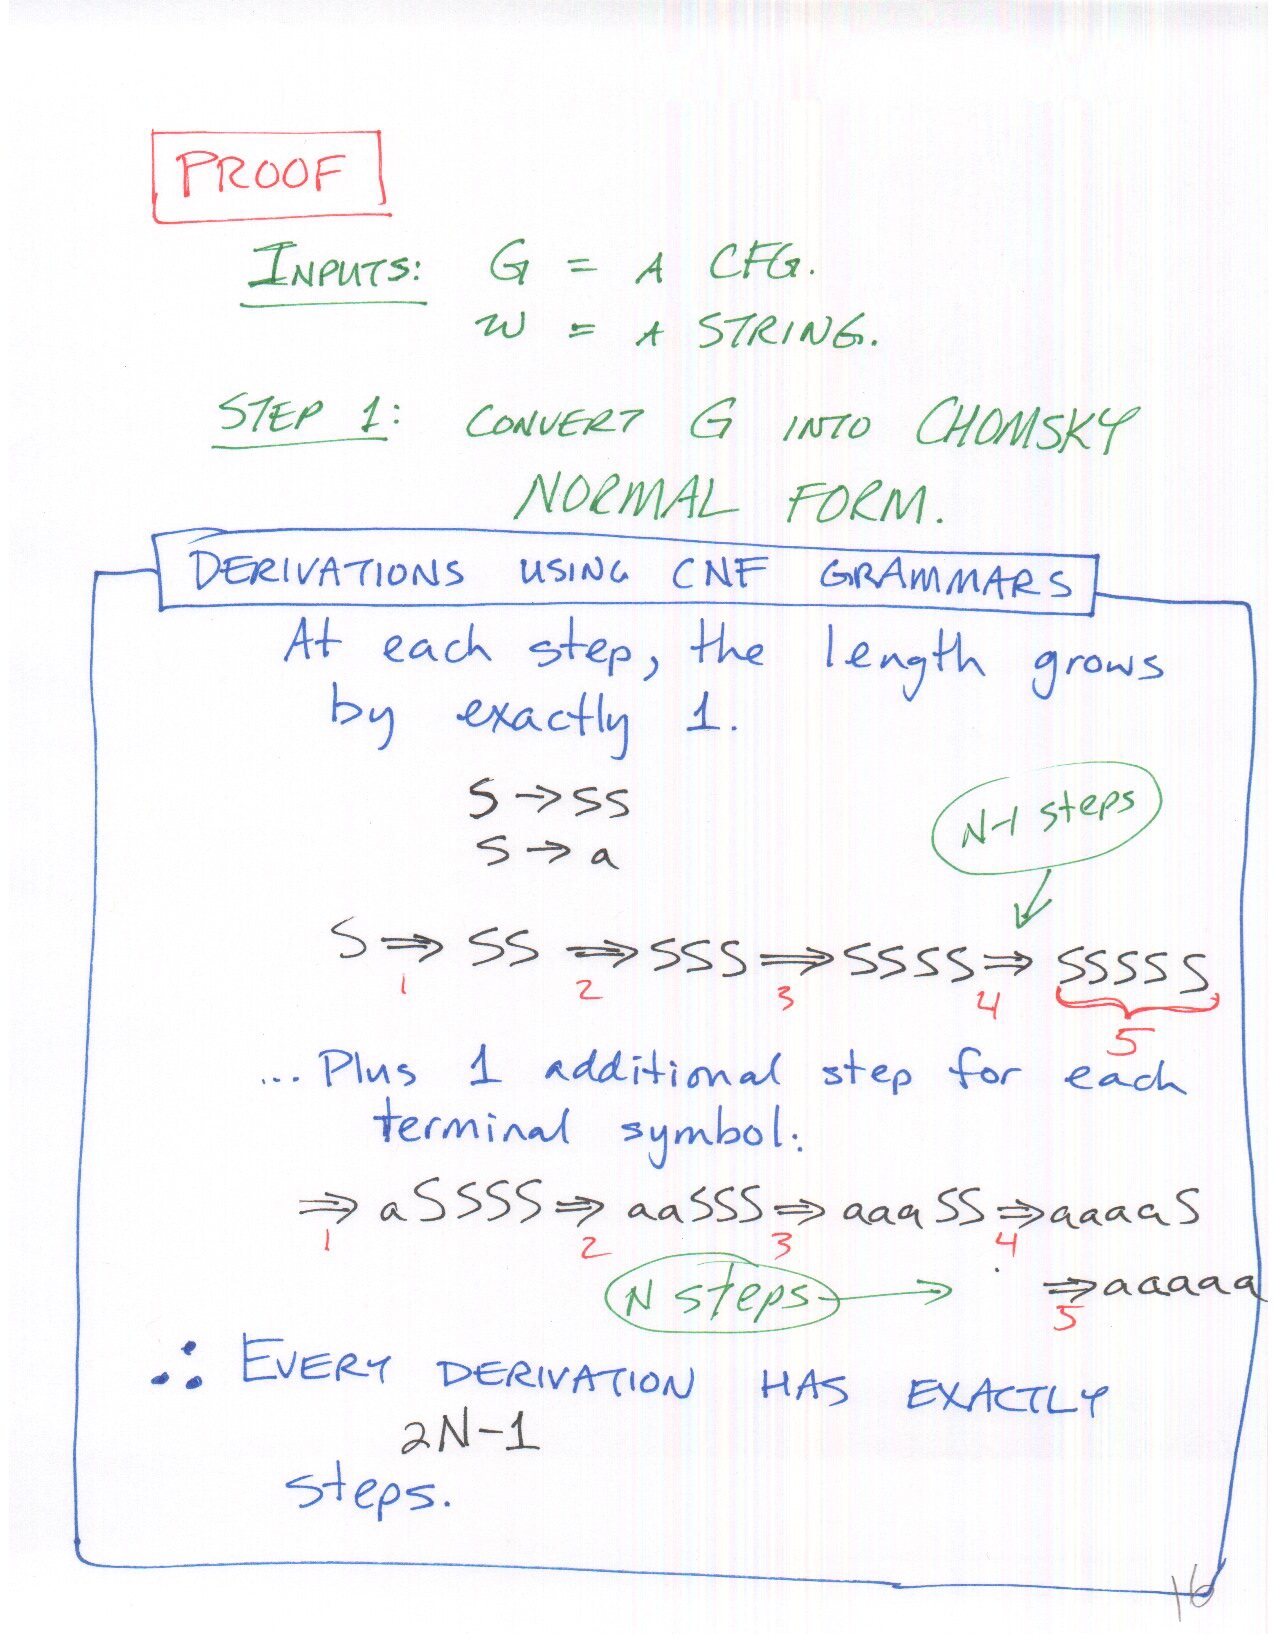 PROOF
INPUTS: G = A CFG.
w = A STRING.
STEP 1: CONVERT G INTO CHOMSKY
NORMAL FORM.
DERIVATIONS USING CNF GRAMMARS
At each step, the length grows
by exactly 1.
S → SS
S → a
N-1 steps
S ⇒ SS ⇒ SSS ⇒ SSSS ⇒ SSSSS
1 2 3 4
5
... Plus 1 additional step for each
terminal symbol:
⇒ aSSSS ⇒ aaSSS ⇒ aaaSS ⇒ aaaaS
1 2 3 4
N steps → ⇒ aaaaa
5
∴ EVERY DERIVATION HAS EXACTLY
2N-1
steps.
16